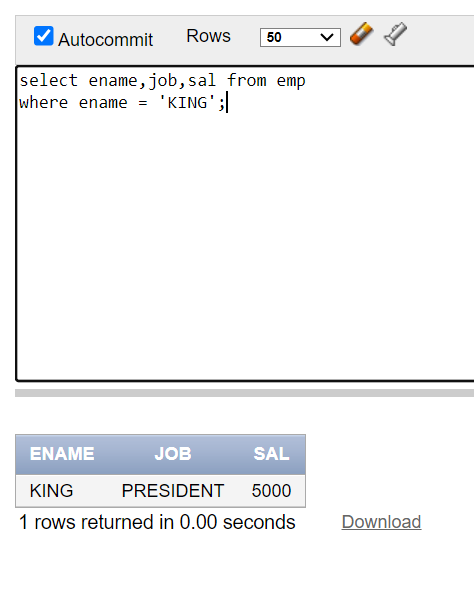 Autocommit Rows 50
select ename,job,sal from emp
where ename = 'KING';
ENAME JOB SAL
KING PRESIDENT 5000
1 rows returned in 0.00 seconds Download